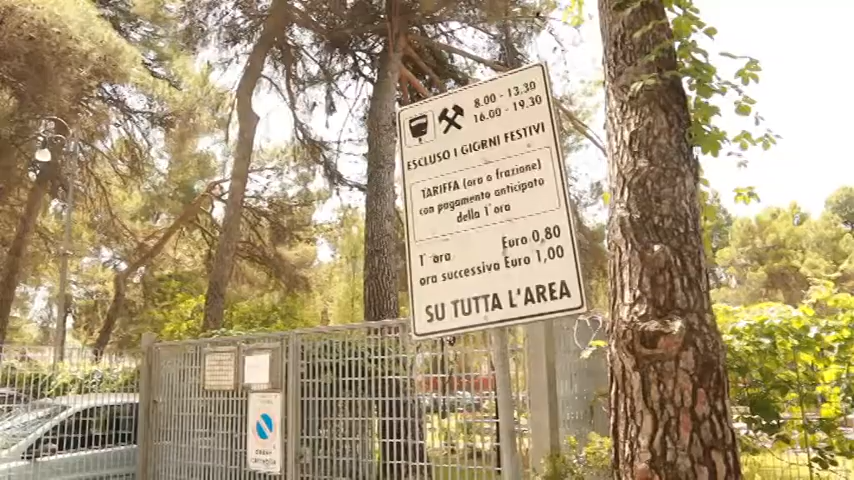 8.00 - 13.30
16.00 - 19.30
ESCLUSO I GIORNI FESTIVI
TARIFFA (ora o frazione)
con pagamento anticipato
della 1ª ora
1ª ora Euro 0,80
ora successiva Euro 1,00
SU TUTTA L'AREA